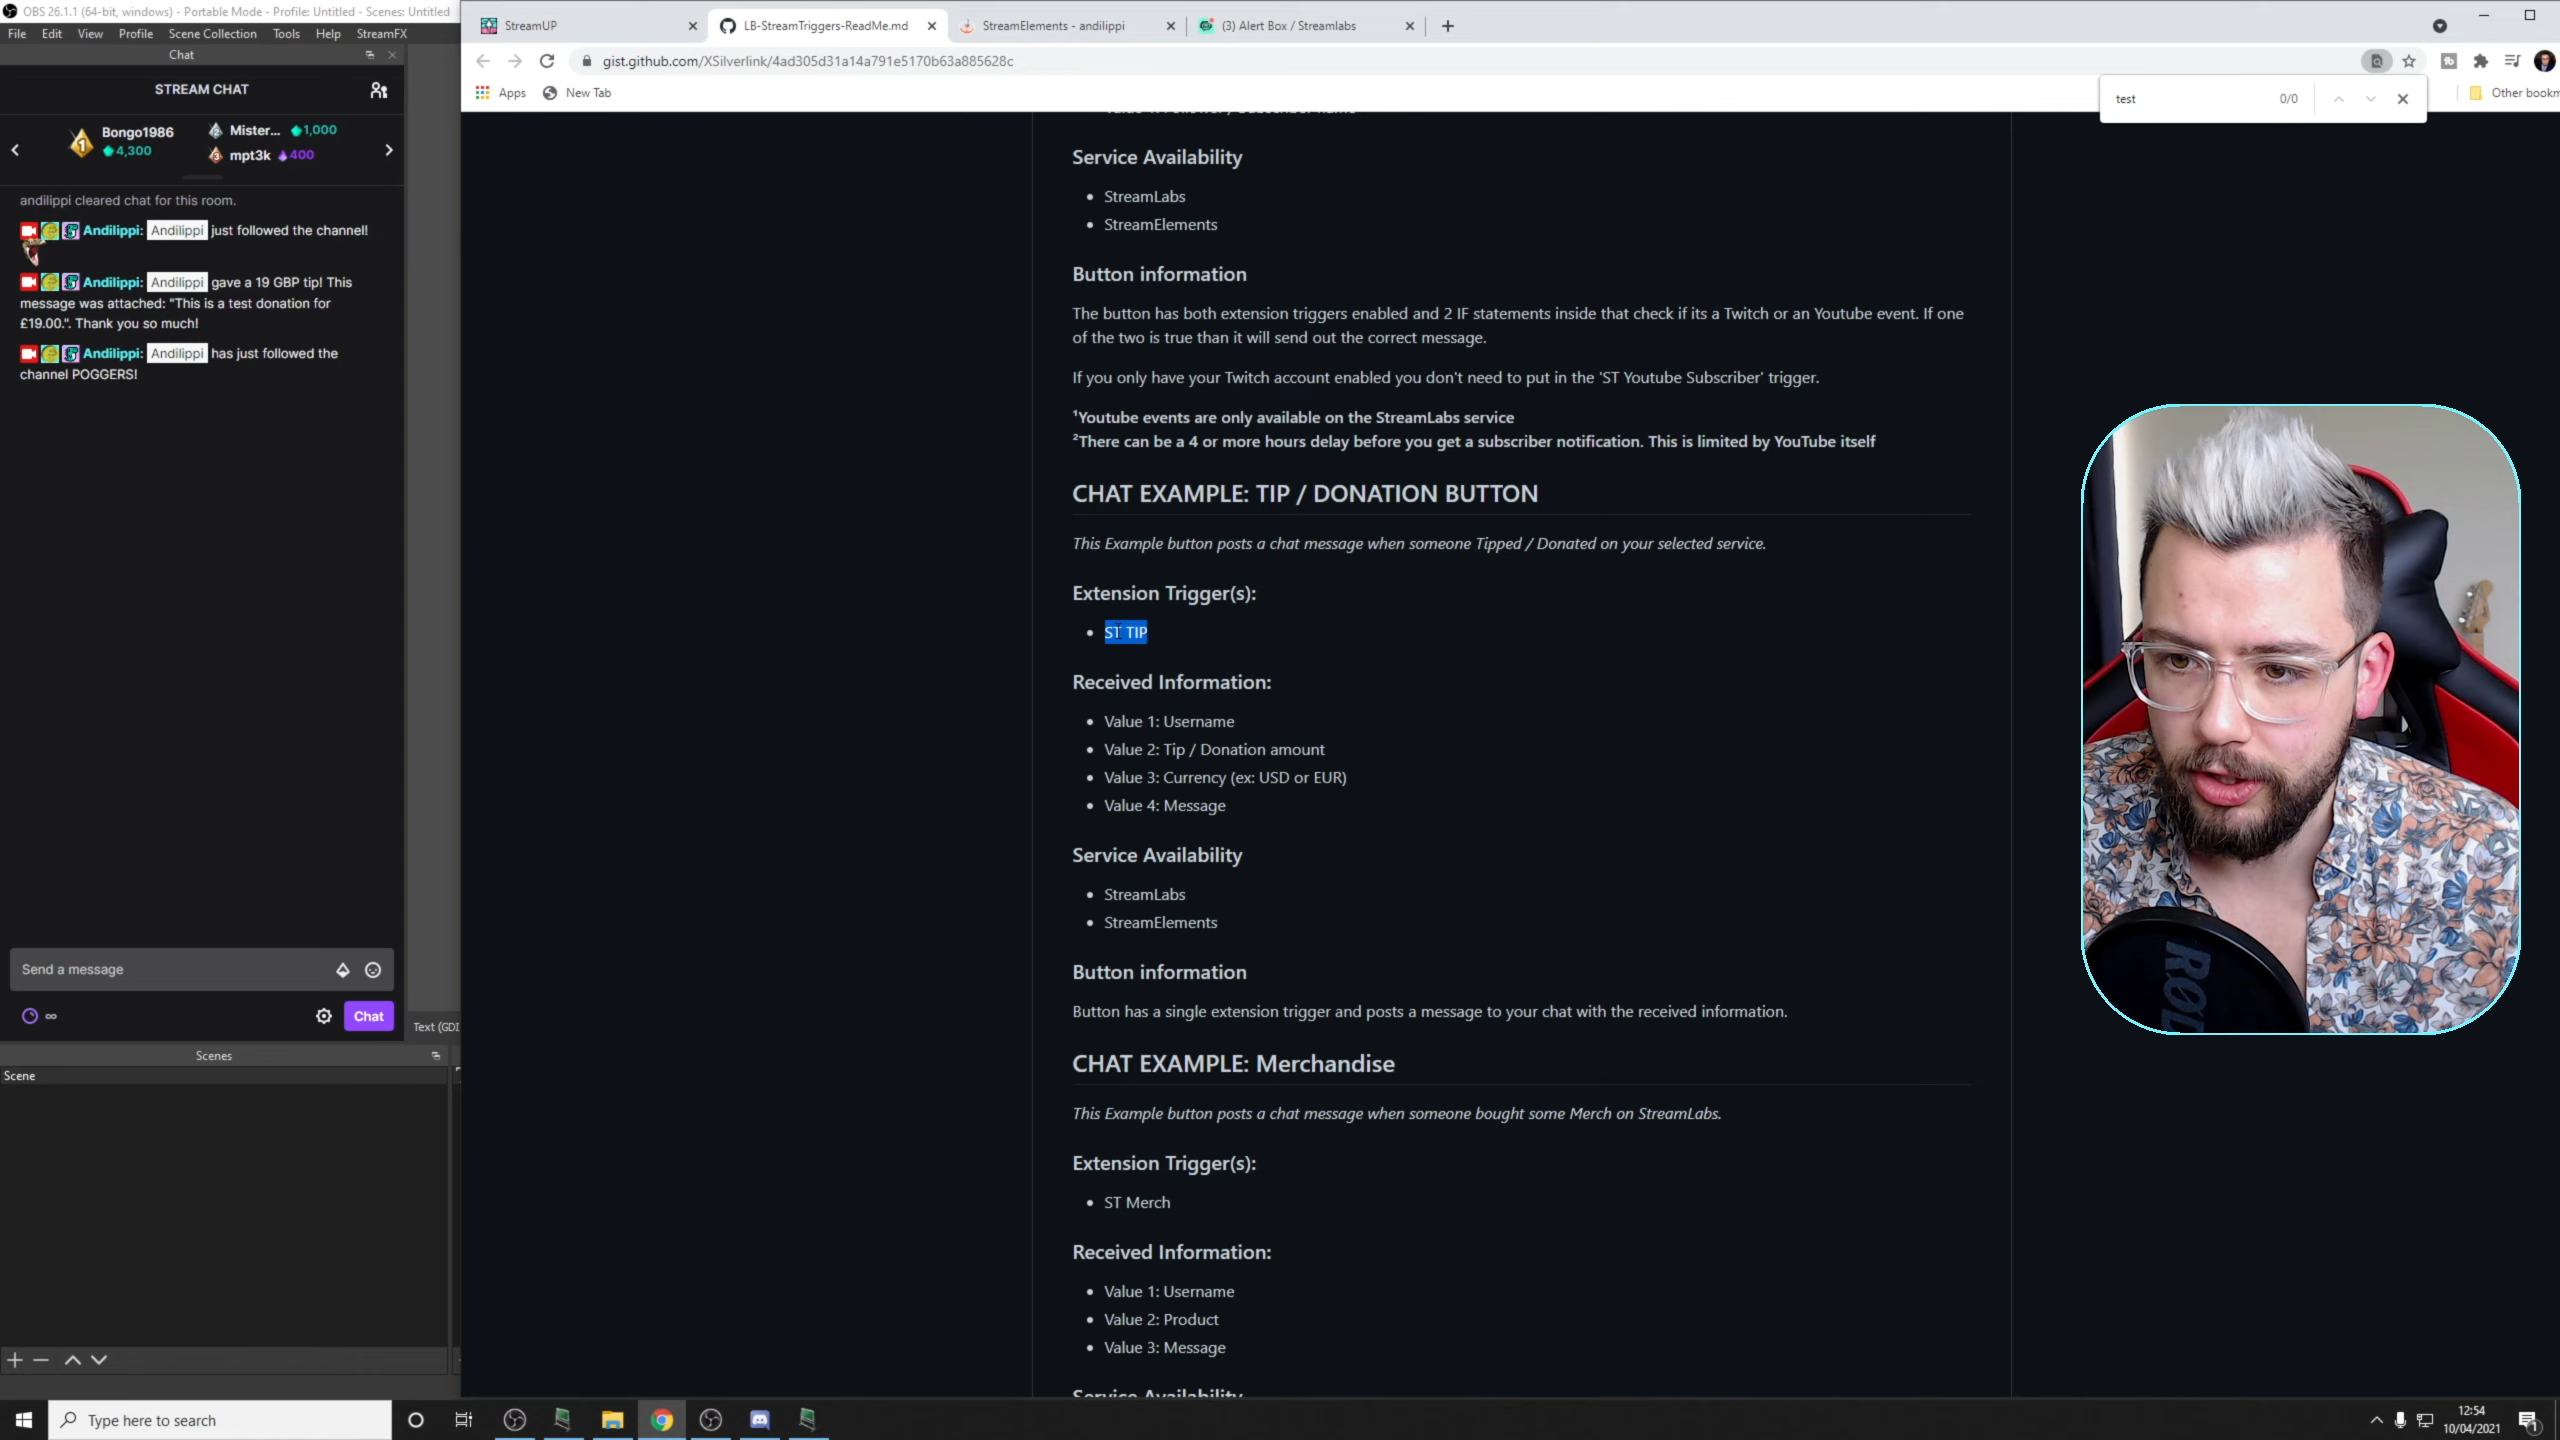 OBS 26.1.1 (64-bit, windows) - Portable Mode - Profile: Untitled - Scenes: Untitled
File Edit View Profile Scene Collection Tools Help StreamFX
Chat
STREAM CHAT
Bongo1986
4,300
Mister... 1,000
mpt3k 400
andilippi cleared chat for this room.
Andilippi: Andilippi just followed the channel!
Andilippi: Andilippi gave a 19 GBP tip! This
message was attached: "This is a test donation for
£19.00.". Thank you so much!
Andilippi: Andilippi has just followed the
channel POGGERS!
Send a message
∞
Chat
Text (GDI
Scenes
Scene
StreamUP
LB-StreamTriggers-ReadMe.md
StreamElements - andilippi
(3) Alert Box / Streamlabs
gist.github.com/XSilverlink/4ad305d31a14a791e5170b63a885628c
Apps New Tab
Other bookm
test 0/0
Service Availability
• StreamLabs
• StreamElements
Button information
The button has both extension triggers enabled and 2 IF statements inside that check if its a Twitch or an Youtube event. If one
of the two is true than it will send out the correct message.
If you only have your Twitch account enabled you don't need to put in the 'ST Youtube Subscriber' trigger.
¹Youtube events are only available on the StreamLabs service
²There can be a 4 or more hours delay before you get a subscriber notification. This is limited by YouTube itself
CHAT EXAMPLE: TIP / DONATION BUTTON
This Example button posts a chat message when someone Tipped / Donated on your selected service.
Extension Trigger(s):
• ST TIP
Received Information:
• Value 1: Username
• Value 2: Tip / Donation amount
• Value 3: Currency (ex: USD or EUR)
• Value 4: Message
Service Availability
• StreamLabs
• StreamElements
Button information
Button has a single extension trigger and posts a message to your chat with the received information.
CHAT EXAMPLE: Merchandise
This Example button posts a chat message when someone bought some Merch on StreamLabs.
Extension Trigger(s):
• ST Merch
Received Information:
• Value 1: Username
• Value 2: Product
• Value 3: Message
Service Availability
Type here to search
12:54
10/04/2021